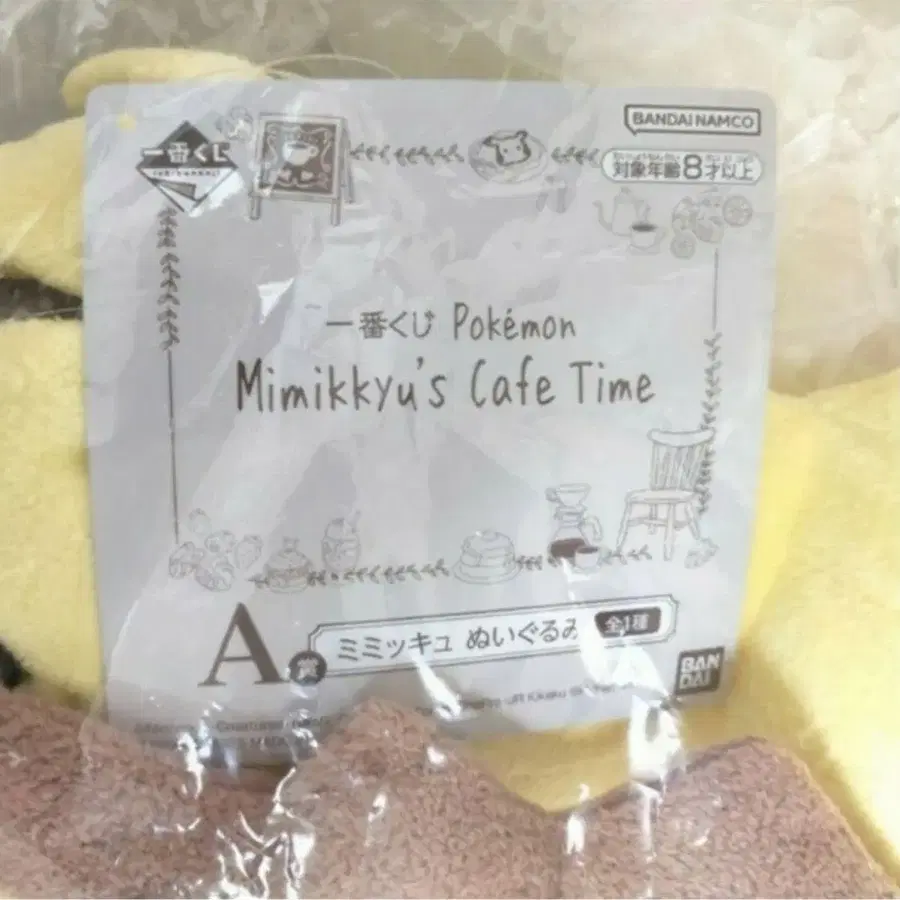 一番くじ
BANDAI NAMCO
対象年齢8才以上
一番くじ Pokémon
Mimikkyu's Cafe Time
A賞
ミミッキュ ぬいぐるみ 全1種
BANDAI